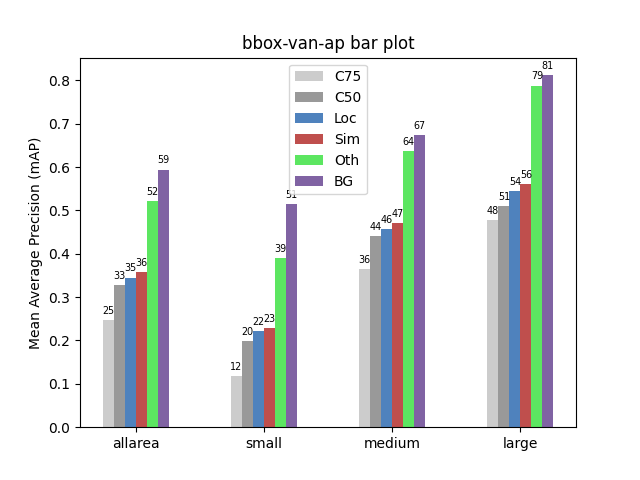 bbox-van-ap bar plot
Mean Average Precision (mAP)
0.8
0.7
0.6
0.5
0.4
0.3
0.2
0.1
0.0
C75
C50
Loc
Sim
Oth
BG
25
33
35
36
52
59
12
20
22
23
39
51
36
44
46
47
64
67
48
51
54
56
79
81
allarea
small
medium
large